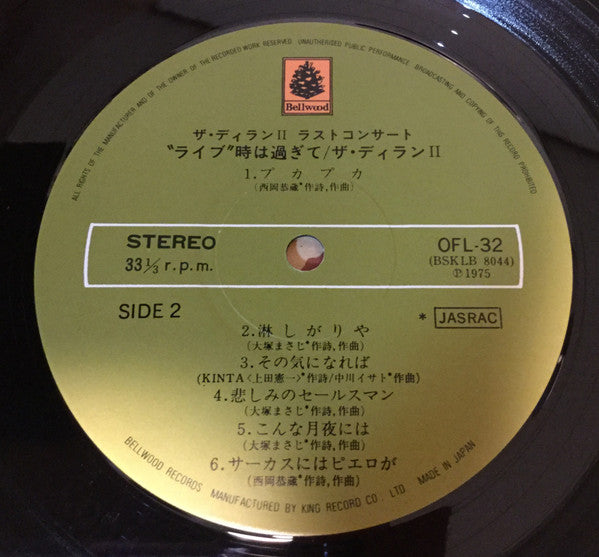 ALL RIGHTS OF THE MANUFACTURER AND OF THE OWNER OF THE RECORDED WORK RESERVED. UNAUTHORISED PUBLIC PERFORMANCE, BROADCASTING AND COPYING OF THIS RECORD PROHIBITED
Bellwood
ザ・ディランⅡ ラストコンサート
"ライブ"時は過ぎて/ザ・ディランⅡ
1.プカプカ
(西岡恭蔵*作詩,作曲)
STEREO
33 1/3 r.p.m.
OFL-32
(BSKLB 8044)
Ⓟ1975
SIDE 2
* JASRAC
2.淋しがりや
(大塚まさじ*作詩,作曲)
3.その気になれば
(KINTA〈上田憲一〉*作詩/中川イサト*作曲)
4.悲しみのセールスマン
(大塚まさじ*作詩,作曲)
5.こんな月夜には
(大塚まさじ*作詩,作曲)
6.サーカスにはピエロが
(西岡恭蔵*作詩,作曲)
BELLWOOD RECORDS MANUFACTURED BY KING RECORD CO., LTD. MADE IN JAPAN